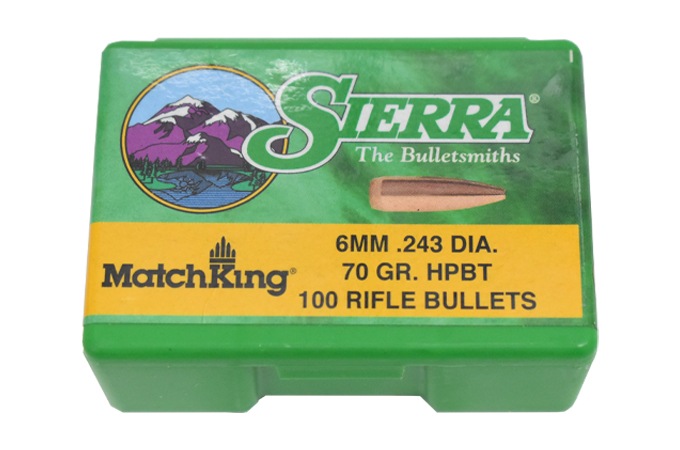 SIERRA®
The Bulletsmiths
MatchKing®
6MM .243 DIA.
70 GR. HPBT
100 RIFLE BULLETS